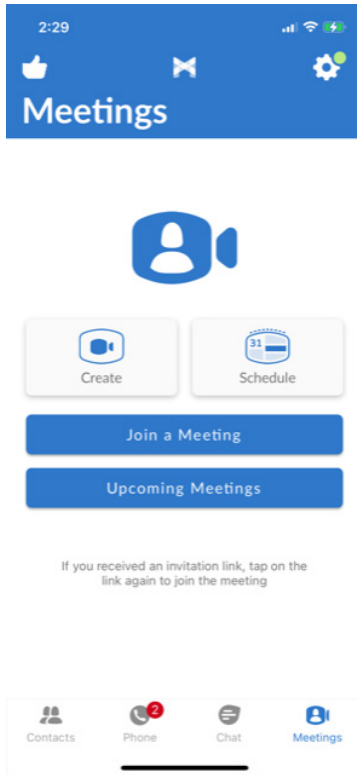 2:29
Meetings
31
Create
Schedule
Join a Meeting
Upcoming Meetings
If you received an invitation link, tap on the
link again to join the meeting
2
Contacts
Phone
Chat
Meetings